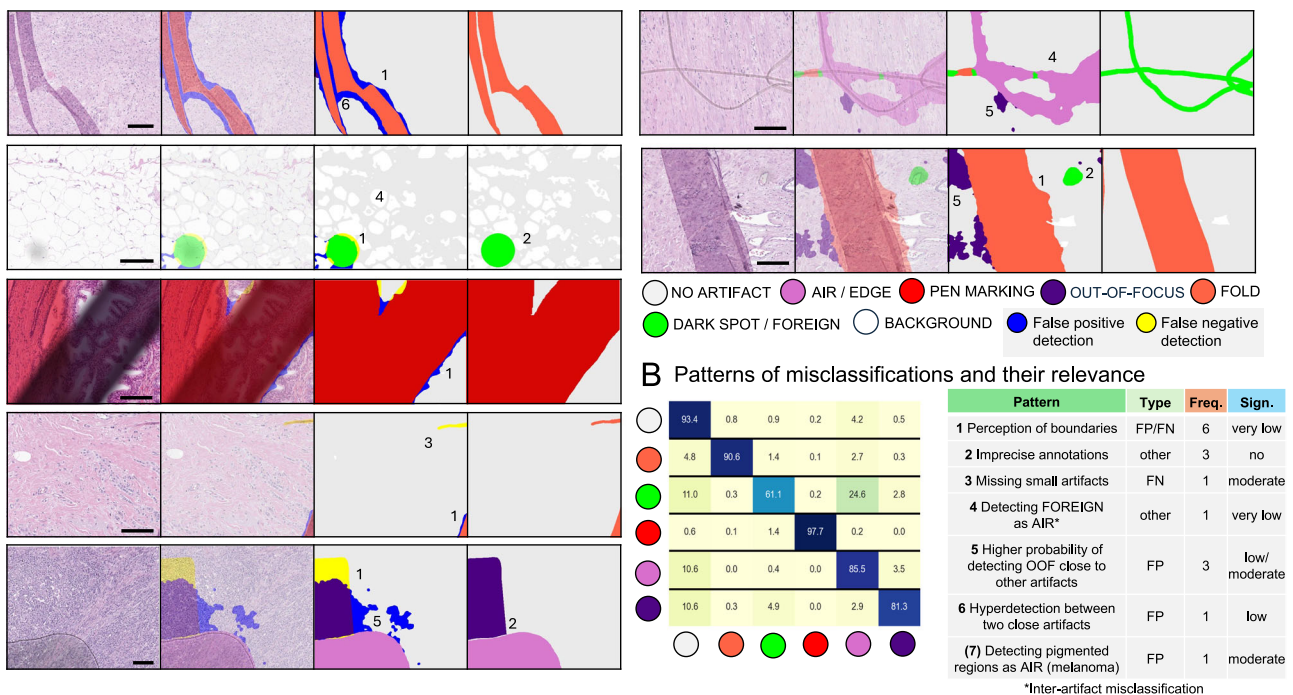 1
6
4
5
4
1
2
1
2
5
1
3
1
1
5
2
NO ARTIFACT AIR / EDGE PEN MARKING OUT-OF-FOCUS FOLD
DARK SPOT / FOREIGN BACKGROUND False positive detection False negative detection
B Patterns of misclassifications and their relevance
93.4 0.8 0.9 0.2 4.2 0.5
4.8 90.6 1.4 0.1 2.7 0.3
11.0 0.3 61.1 0.2 24.6 2.8
0.6 0.1 1.4 97.7 0.2 0.0
10.6 0.0 0.4 0.0 85.5 3.5
10.6 0.3 4.9 0.0 2.9 81.3
Pattern Type Freq. Sign.
1 Perception of boundaries FP/FN 6 very low
2 Imprecise annotations other 3 no
3 Missing small artifacts FN 1 moderate
4 Detecting FOREIGN
as AIR* other 1 very low
5 Higher probability of
detecting OOF close to
other artifacts FP 3 low/
moderate
6 Hyperdetection between
two close artifacts FP 1 low
(7) Detecting pigmented
regions as AIR (melanoma) FP 1 moderate
*Inter-artifact misclassification